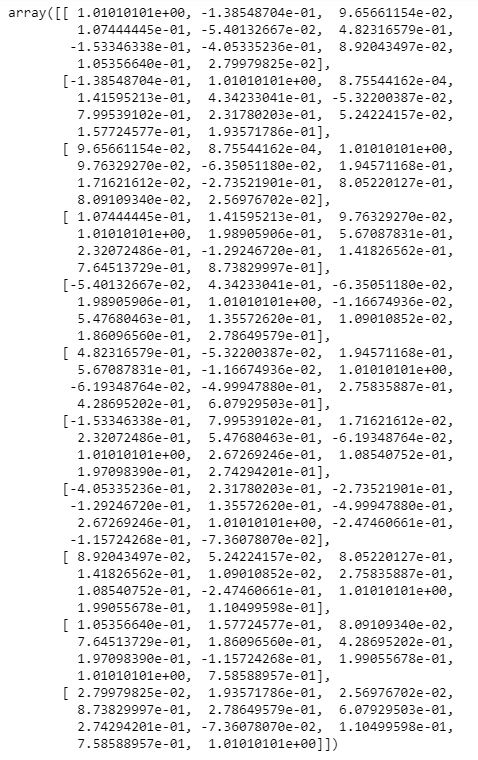 array([[ 1.01010101e+00, -1.38548704e-01, 9.65661154e-02,
1.07444445e-01, -5.40132667e-02, 4.82316579e-01,
-1.53346338e-01, -4.05335236e-01, 8.92043497e-02,
1.05356640e-01, 2.79979825e-02],
[-1.38548704e-01, 1.01010101e+00, 8.75544162e-04,
1.41595213e-01, 4.34233041e-01, -5.32200387e-02,
7.99539102e-01, 2.31780203e-01, 5.24224157e-02,
1.57724577e-01, 1.93571786e-01],
[ 9.65661154e-02, 8.75544162e-04, 1.01010101e+00,
9.76329270e-02, -6.35051180e-02, 1.94571168e-01,
1.71621612e-02, -2.73521901e-01, 8.05220127e-01,
8.09109340e-02, 2.56976702e-02],
[ 1.07444445e-01, 1.41595213e-01, 9.76329270e-02,
1.01010101e+00, 1.98905906e-01, 5.67087831e-01,
2.32072486e-01, -1.29246720e-01, 1.41826562e-01,
7.64513729e-01, 8.73829997e-01],
[-5.40132667e-02, 4.34233041e-01, -6.35051180e-02,
1.98905906e-01, 1.01010101e+00, -1.16674936e-02,
5.47680463e-01, 1.35572620e-01, 1.09010852e-02,
1.86096560e-01, 2.78649579e-01],
[ 4.82316579e-01, -5.32200387e-02, 1.94571168e-01,
5.67087831e-01, -1.16674936e-02, 1.01010101e+00,
-6.19348764e-02, -4.99947880e-01, 2.75835887e-01,
4.28695202e-01, 6.07929503e-01],
[-1.53346338e-01, 7.99539102e-01, 1.71621612e-02,
2.32072486e-01, 5.47680463e-01, -6.19348764e-02,
1.01010101e+00, 2.67269246e-01, 1.08540752e-01,
1.97098390e-01, 2.74294201e-01],
[-4.05335236e-01, 2.31780203e-01, -2.73521901e-01,
-1.29246720e-01, 1.35572620e-01, -4.99947880e-01,
2.67269246e-01, 1.01010101e+00, -2.47460661e-01,
-1.15724268e-01, -7.36078070e-02],
[ 8.92043497e-02, 5.24224157e-02, 8.05220127e-01,
1.41826562e-01, 1.09010852e-02, 2.75835887e-01,
1.08540752e-01, -2.47460661e-01, 1.01010101e+00,
1.99055678e-01, 1.10499598e-01],
[ 1.05356640e-01, 1.57724577e-01, 8.09109340e-02,
7.64513729e-01, 1.86096560e-01, 4.28695202e-01,
1.97098390e-01, -1.15724268e-01, 1.99055678e-01,
1.01010101e+00, 7.58588957e-01],
[ 2.79979825e-02, 1.93571786e-01, 2.56976702e-02,
8.73829997e-01, 2.78649579e-01, 6.07929503e-01,
2.74294201e-01, -7.36078070e-02, 1.10499598e-01,
7.58588957e-01, 1.01010101e+00]])